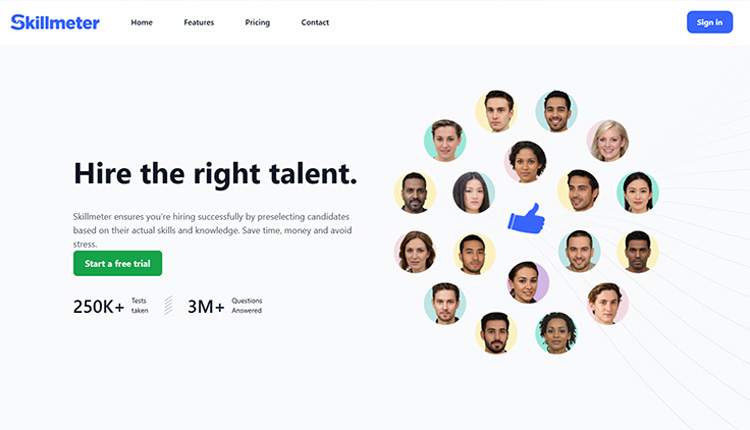 Skillmeter Home Features Pricing Contact Sign in
Hire the right talent.
Skillmeter ensures you're hiring successfully by preselecting candidates
based on their actual skills and knowledge. Save time, money and avoid
stress.
Start a free trial
250K+ Tests taken
3M+ Questions Answered